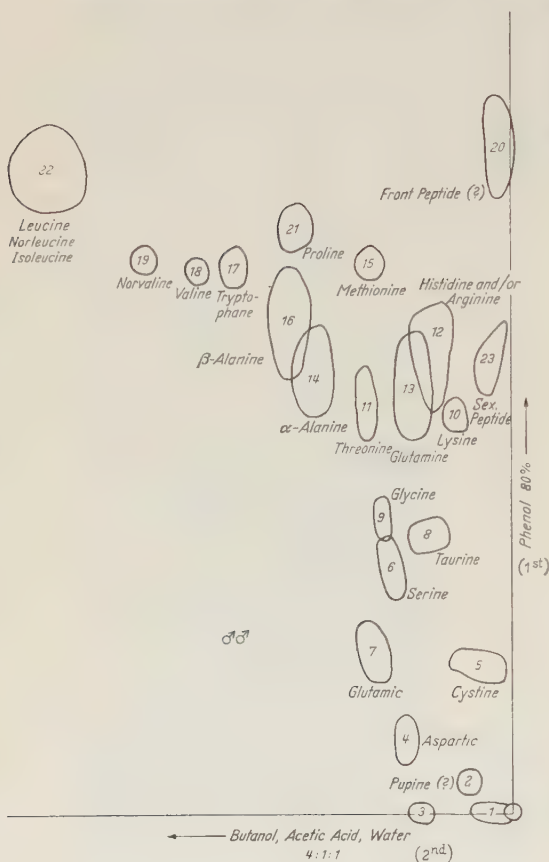 20
Front Peptide (?)
22
Leucine
Norleucine
Isoleucine
21
Proline
19
Norvaline
18
Valine
17
Trypto-
phane
15
Methionine
Histidine and/or
Arginine
16
β-Alanine
12
23
Sex.
Peptide
14
α-Alanine
13
11
Threonine
Glutamine
10
Lysine
Phenol 80%
(1st)
Glycine
9
8
Taurine
6
Serine
♂♂
7
Glutamic
5
Cystine
4
Aspartic
Pupine (?)
2
3
1
Butanol, Acetic Acid, Water
4:1:1
(2nd)